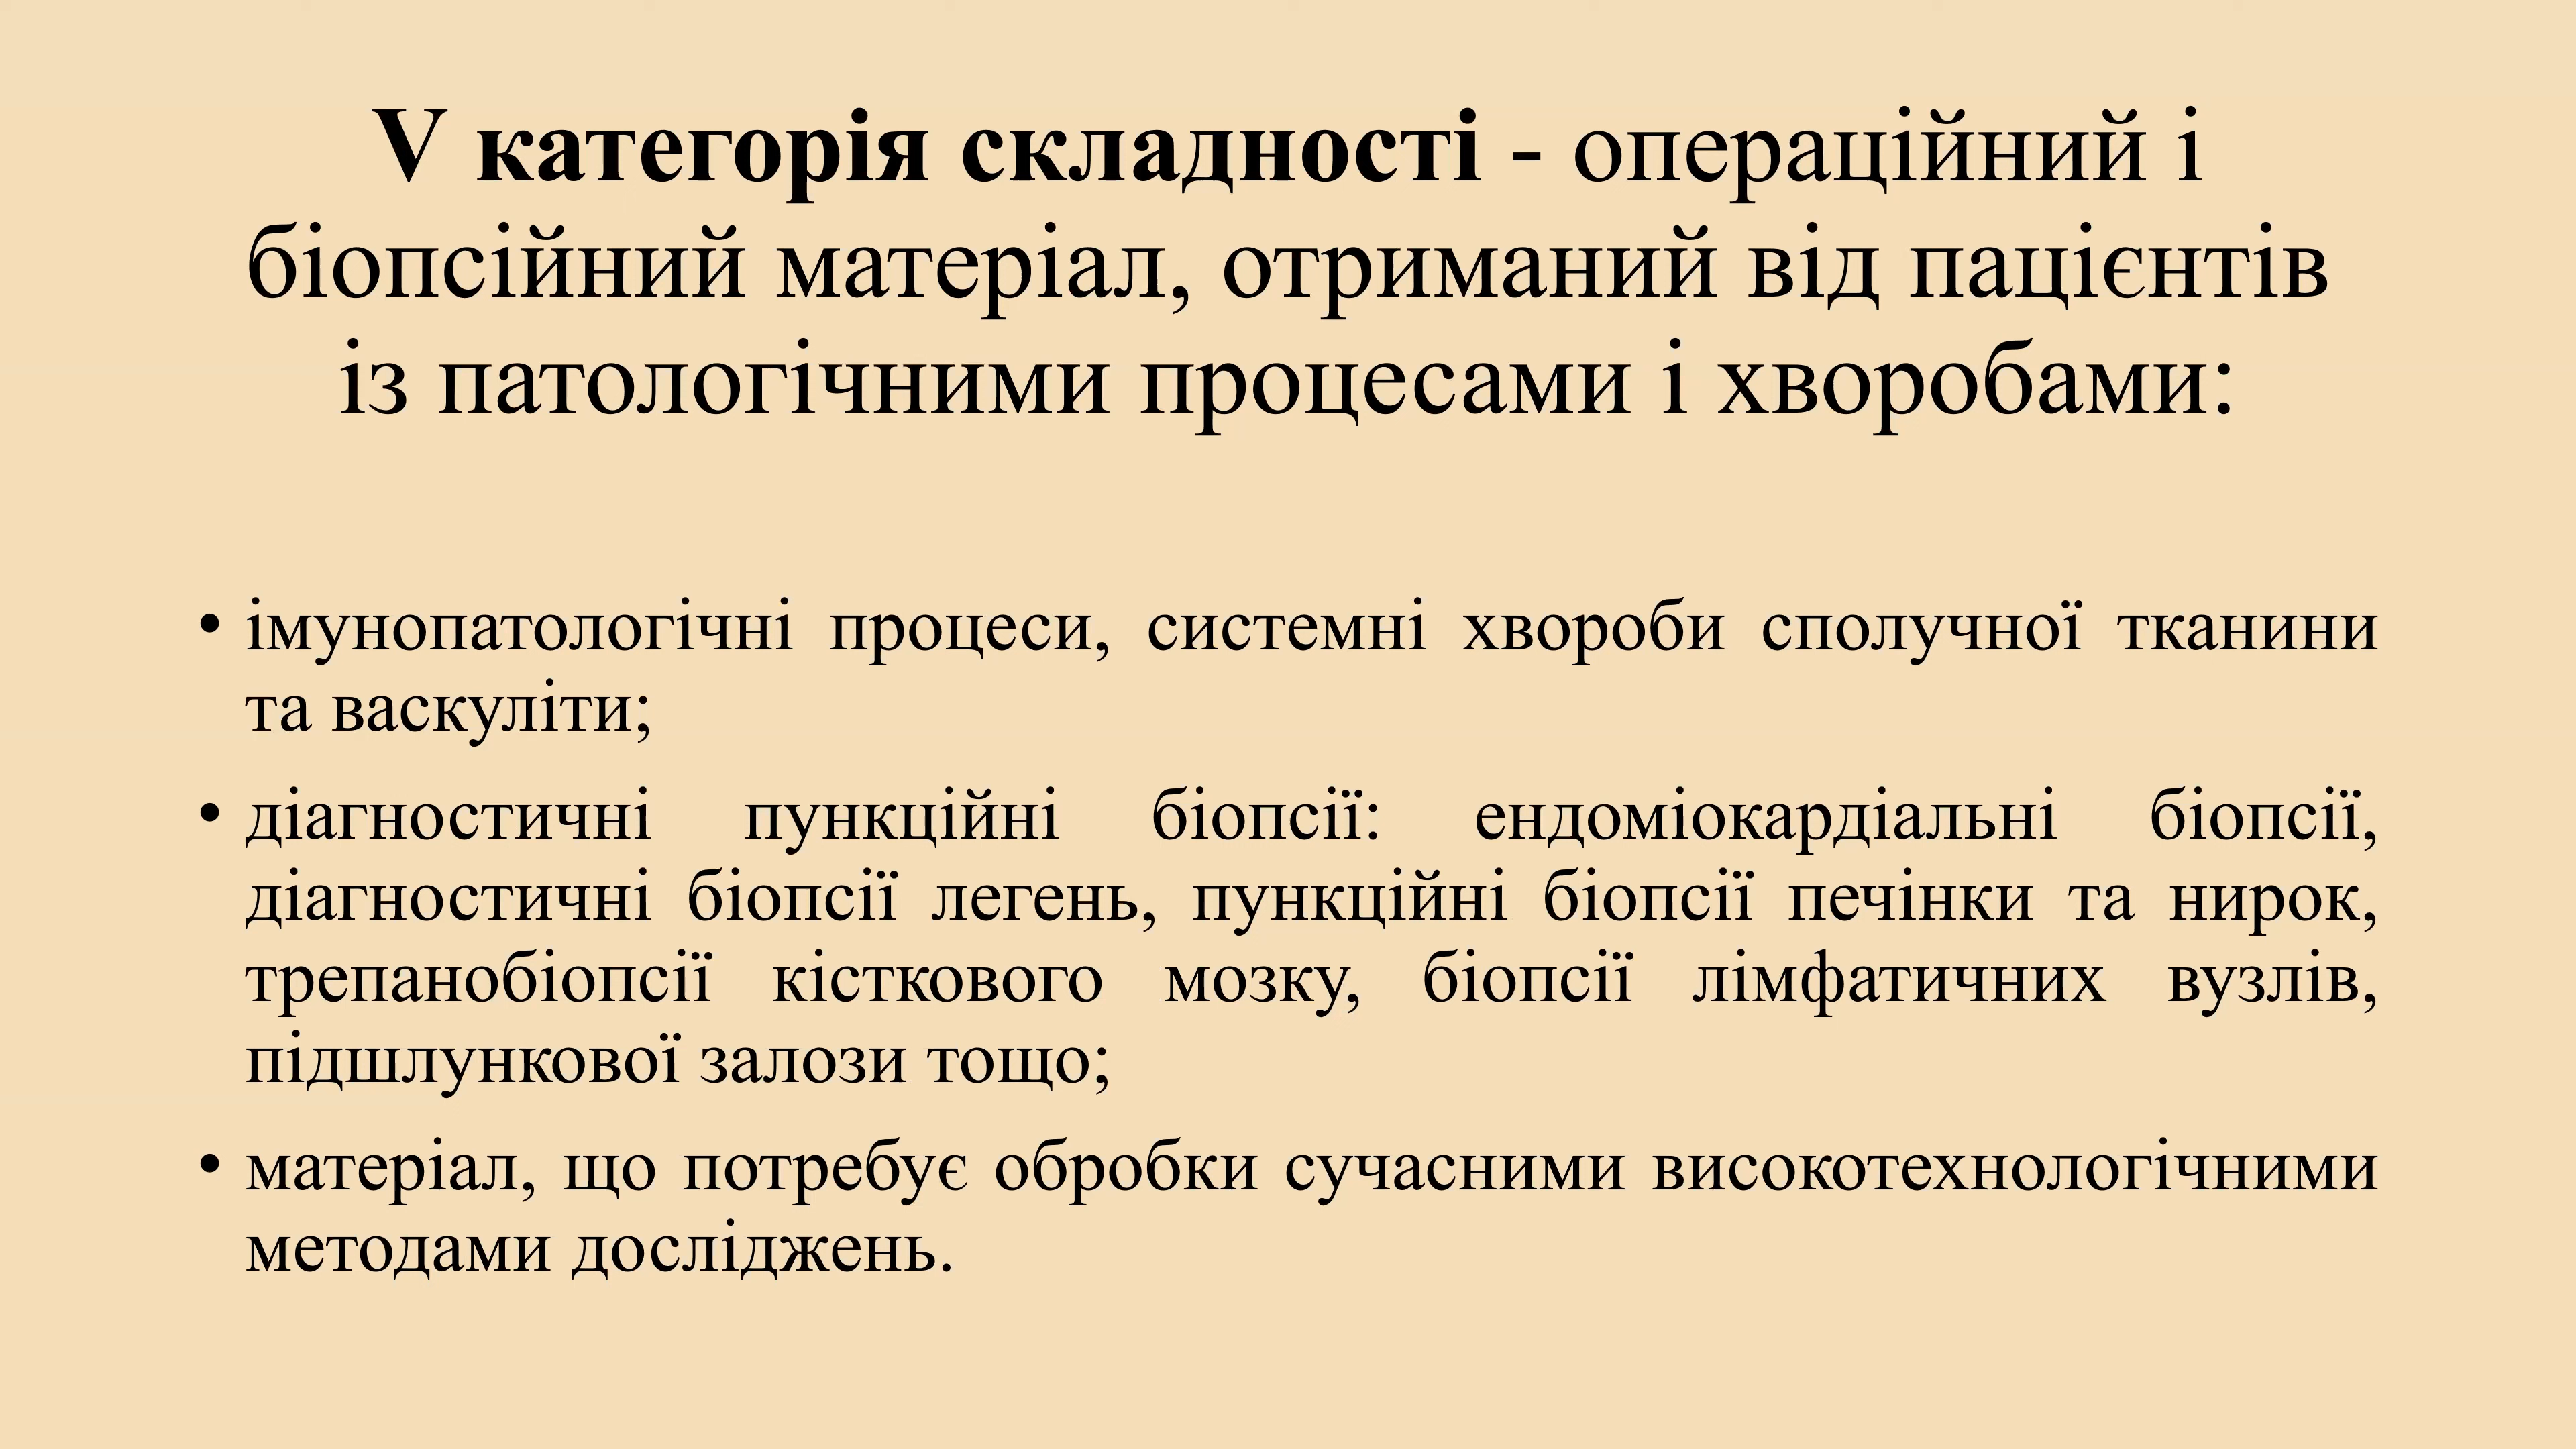 V категорія складності - операційний і
біопсійний матеріал, отриманий від пацієнтів
із патологічними процесами і хворобами:
• імунопатологічні процеси, системні хвороби сполучної тканини
та васкуліти;
• діагностичні пункційні біопсії: ендоміокардіальні біопсії,
діагностичні біопсії легень, пункційні біопсії печінки та нирок,
трепанобіопсії кісткового мозку, біопсії лімфатичних вузлів,
підшлункової залози тощо;
• матеріал, що потребує обробки сучасними високотехнологічними
методами досліджень.